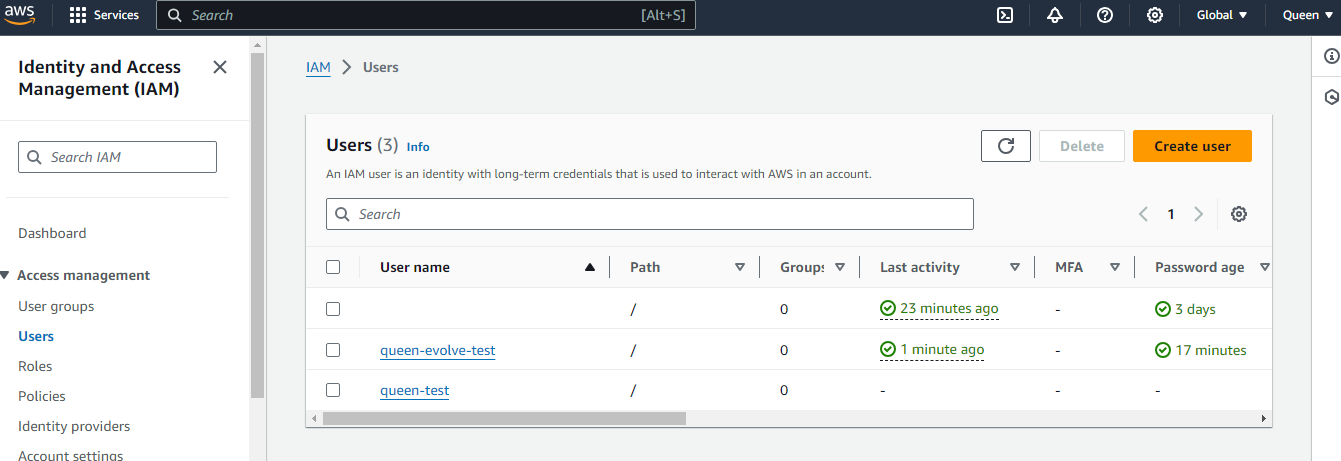 aws Services Search [Alt+S] Global Queen
Identity and Access
Management (IAM)
Search IAM
Dashboard
Access management
User groups
Users
Roles
Policies
Identity providers
Account settings
IAM Users
Users (3) Info
Delete Create user
An IAM user is an identity with long-term credentials that is used to interact with AWS in an account.
Search
1
User name Path Groups Last activity MFA Password age
/ 0 23 minutes ago - 3 days
queen-evolve-test / 0 1 minute ago - 17 minutes
queen-test / 0 - - -